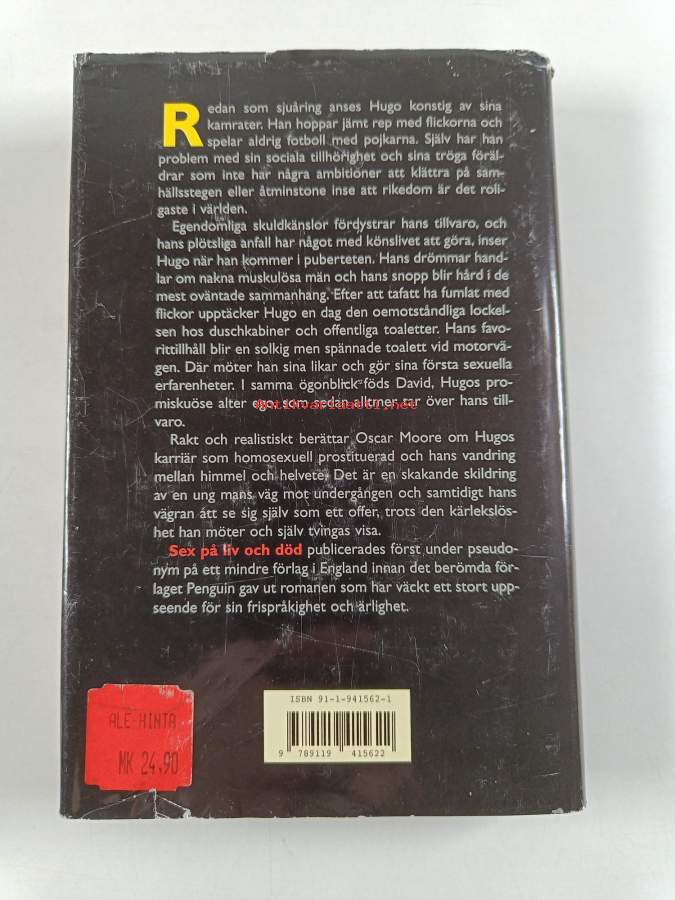 Redan som sjuåring anses Hugo konstig av sina
kamrater. Han hoppar jämt rep med flickorna och
spelar aldrig fotboll med pojkarna. Själv har han
problem med sin sociala tillhörighet och sina tröga föräl-
drar som inte har några ambitioner att klättra på sam-
hällsstegen eller åtminstone inse att rikedom är det roli-
gaste i världen.
Egendomliga skuldkänslor fördystrar hans tillvaro, och
hans plötsliga anfall har något med könslivet att göra, inser
Hugo när han kommer i puberteten. Hans drömmar hand-
lar om nakna muskulösa män och hans snopp blir hård i de
mest oväntade sammanhang. Efter att tafatt ha fumlat med
flickor upptäcker Hugo en dag den oemotståndliga lockel-
sen hos duschkabiner och offentliga toaletter. Hans favo-
rittillhåll blir en solkig men spännade toalett vid motorvä-
gen. Där möter han sina likar och gör sina första sexuella
erfarenheter. I samma ögonblick föds David, Hugos pro-
miskuöse alter ego, som sedan alltmer tar över hans till-
varo.
Rakt och realistiskt berättar Oscar Moore om Hugos
karriär som homosexuell prostituerad och hans vandring
mellan himmel och helvete. Det är en skakande skildring
av en ung mans väg mot undergången och samtidigt hans
vägran att se sig själv som ett offer, trots den kärlekslös-
het han möter och själv tvingas visa.
Sex på liv och död publicerades först under pseudo-
nym på ett mindre förlag i England innan det berömda för-
laget Penguin gav ut romanen som har väckt ett stort upp-
seende för sin frispråkighet och ärlighet.
antikvariaatti.net
ISBN 91-1-941562-1
9 789119 415622
ALE-HINTA
MK 24,90